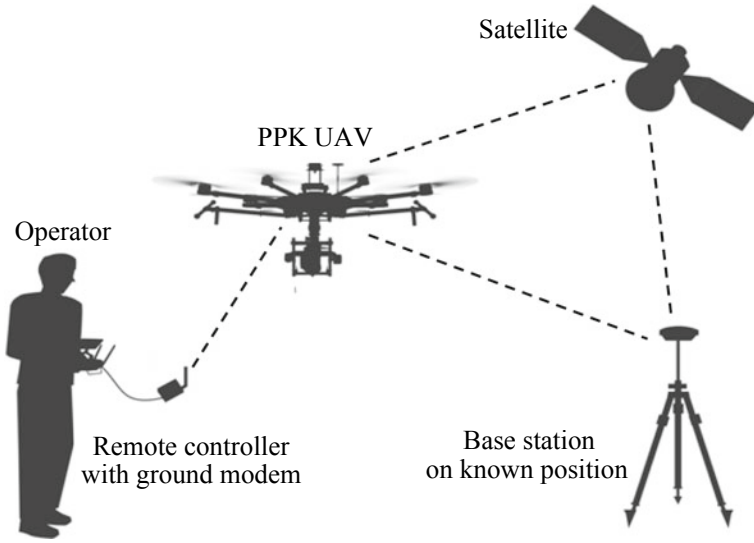 Satellite
PPK UAV
Operator
Remote controller
with ground modem
Base station
on known position